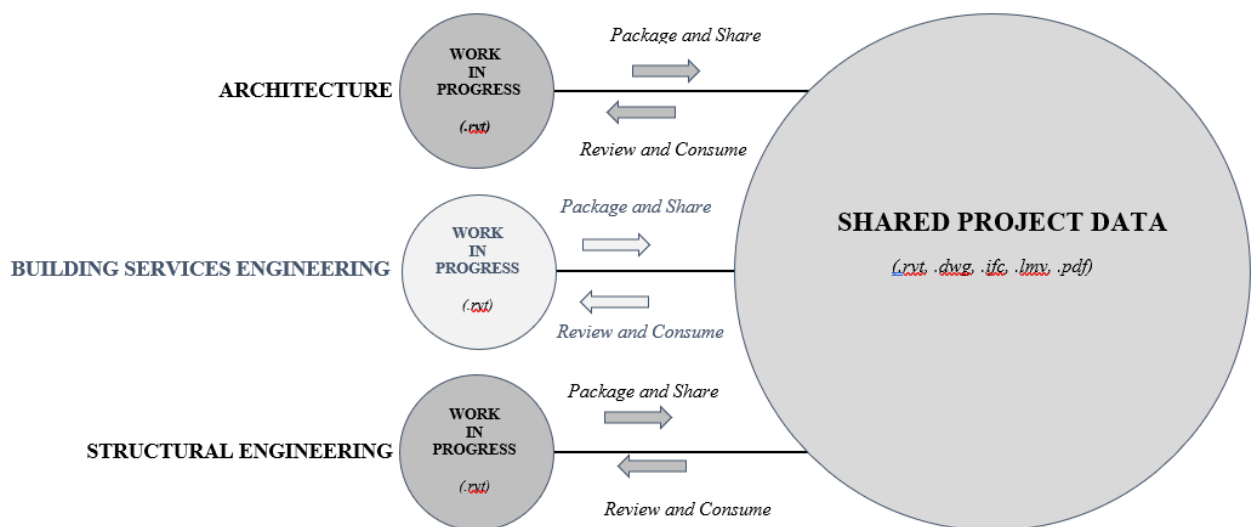 Package and Share
ARCHITECTURE
WORK
IN
PROGRESS
(.rvt)
Review and Consume
Package and Share
BUILDING SERVICES ENGINEERING
WORK
IN
PROGRESS
(.rvt)
Review and Consume
Package and Share
STRUCTURAL ENGINEERING
WORK
IN
PROGRESS
(.rvt)
Review and Consume
SHARED PROJECT DATA
(.rvt, .dwg, .ifc, .lmv, .pdf)